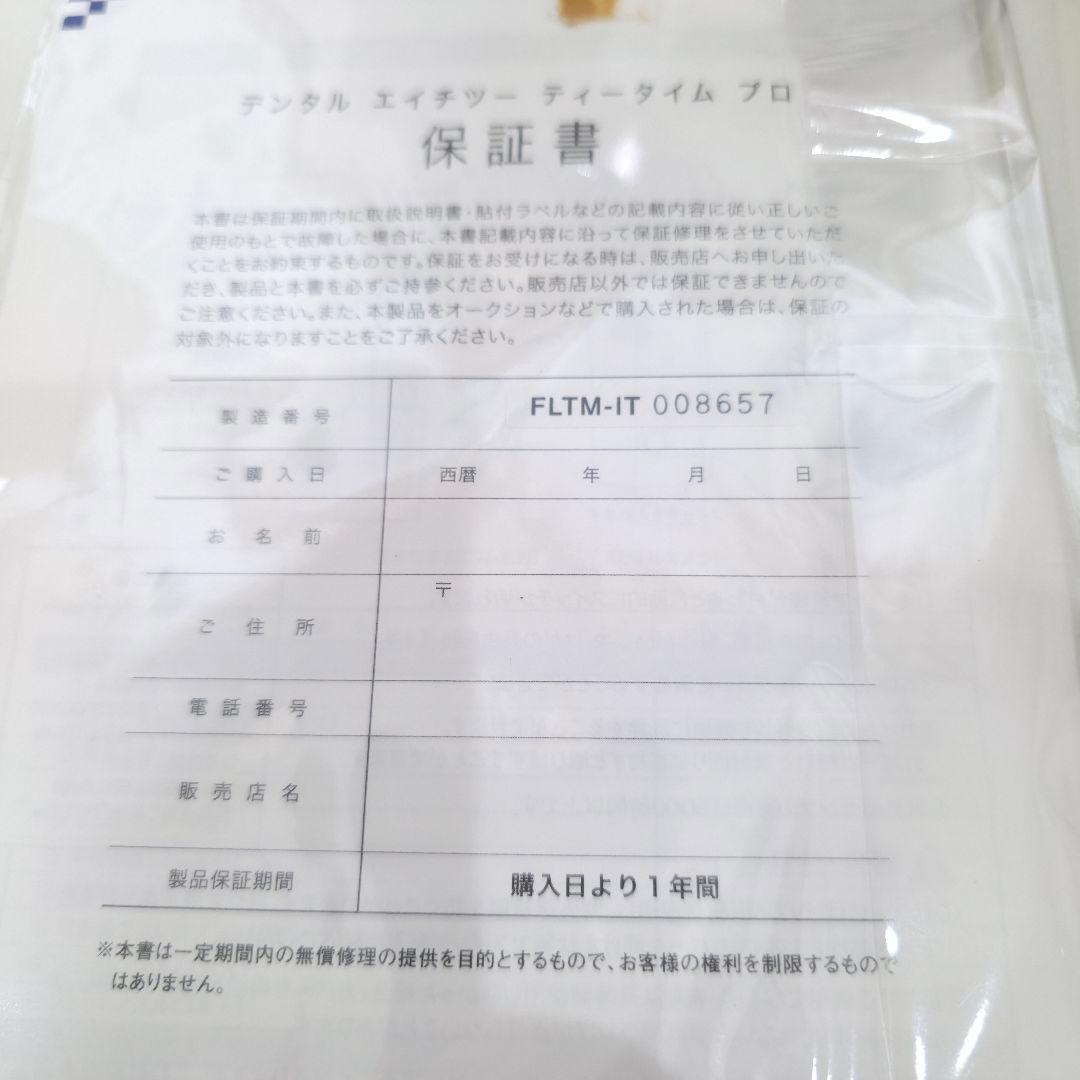 デンタル エイチツー ティータイム プロ
保証書
本書は保証期間内に取扱説明書・貼付ラベルなどの記載内容に従い正しいご
使用のもとで故障した場合に、本書記載内容に沿って保証修理をさせていただ
くことをお約束するものです。保証をお受けになる時は、販売店へお申し出いた
だき、製品と本書を必ずご持参ください。販売店以外では保証できませんので
ご注意ください。また、本製品をオークションなどで購入された場合は、保証の
対象外になりますことをご了承ください。
製造番号 FLTM-IT 008657
ご購入日 西暦 年 月 日
お名前
ご住所 〒
電話番号
販売店名
製品保証期間 購入日より1年間
※本書は一定期間内の無償修理の提供を目的とするもので、お客様の権利を制限するもので
はありません。